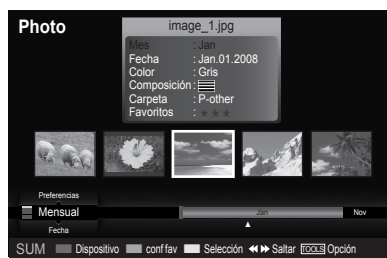 Photo
image_1.jpg
Mes : Jan
Fecha : Jan.01.2008
Color : Gris
Composición :
Carpeta : P-other
Favoritos : ★★★
Preferencias
Mensual
Jan
Nov
Fecha
SUM Dispositivo conf fav Selección ◄◄ ►► Saltar TOOLS Opción